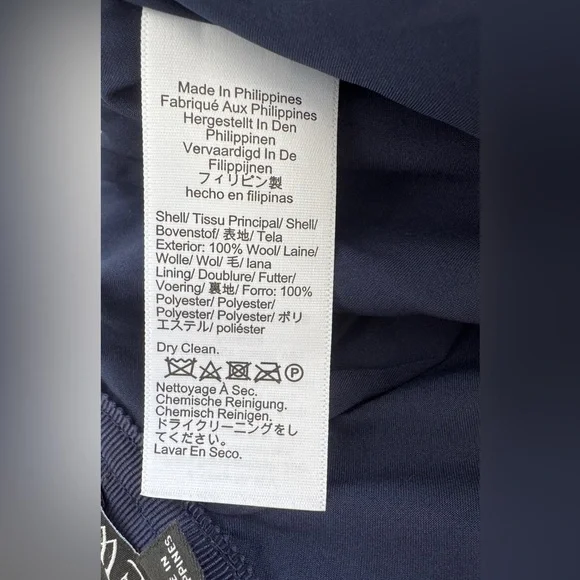 Made In Philippines
Fabriqué Aux Philippines
Hergestellt In Den
Philippinen
Vervaardigd In De
Filippijnen
フィリピン製
hecho en filipinas
Shell/ Tissu Principal/ Shell/
Bovenstof/ 表地/ Tela
Exterior: 100% Wool/ Laine/
Wolle/ Wol/ 毛/ lana
Lining/ Doublure/ Futter/
Voering/ 裏地/ Forro: 100%
Polyester/ Polyester/
Polyester/ Polyester/ ポリ
エステル/ poliéster
Dry Clean.
P
Nettoyage À Sec.
Chemische Reinigung.
Chemisch Reinigen.
ドライクリーニングをし
てください。
Lavar En Seco.